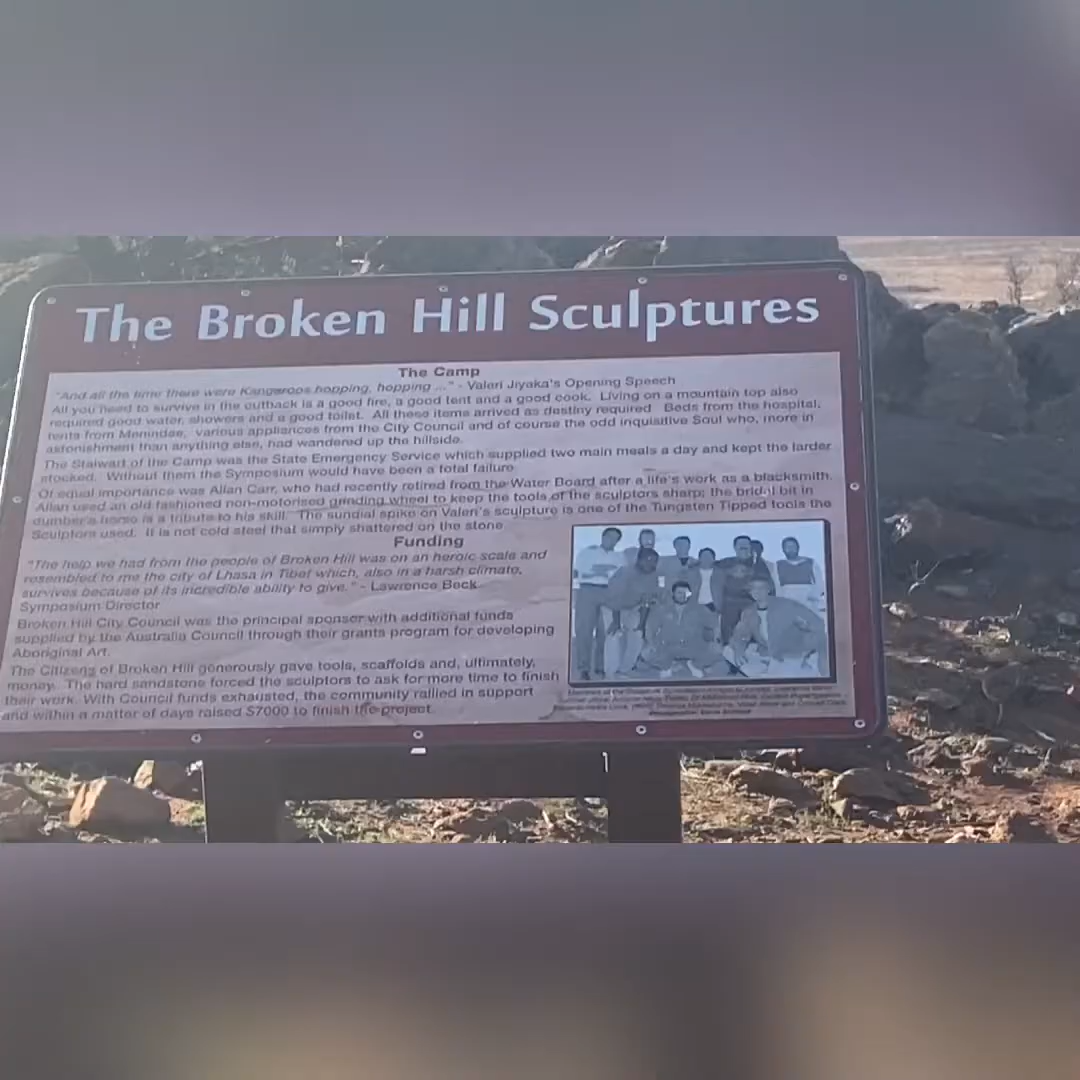 The Broken Hill Sculptures
The Camp
"And all the time there were Kangaroos hopping, hopping ..." - Valeri Jiyaka's Opening Speech
All you need to survive in the outback is a good fire, a good tent and a good cook. Living on a mountain top also
required good water, showers and a good toilet. All these items arrived as destiny required Beds from the hospital,
tents from Menindee, various appliances from the City Council and of course the odd inquisitive Soul who, more in
astonishment than anything else, had wandered up the hillside.
The Stalwart of the Camp was the State Emergency Service which supplied two main meals a day and kept the larder
stocked. Without them the Symposium would have been a total failure
Of equal importance was Allan Carr, who had recently retired from the Water Board after a life's work as a blacksmith.
Allan used an old fashioned non-motorised grinding wheel to keep the tools of the sculptors sharp; the bridal bit in
Gumber's horse is a tribute to his skill. The sundial spike on Valeri's sculpture is one of the Tungsten Tipped tools the
Sculptors used. It is not cold steel that simply shattered on the stone
Funding
"The help we had from the people of Broken Hill was on an heroic scale and
resembled to me the city of Lhasa in Tibet which, also in a harsh climate,
survives because of its incredible ability to give." - Lawrence Beck
Symposium Director
Broken Hill City Council was the principal sponser with additional funds
supplied by the Australia Council through their grants program for developing
Aboriginal Art.
The Citizens of Broken Hill generously gave tools, scaffolds and, ultimately,
money. The hard sandstone forced the sculptors to ask for more time to finish
their work. With Council funds exhausted, the community rallied in support
and within a matter of days raised $7000 to finish the project.